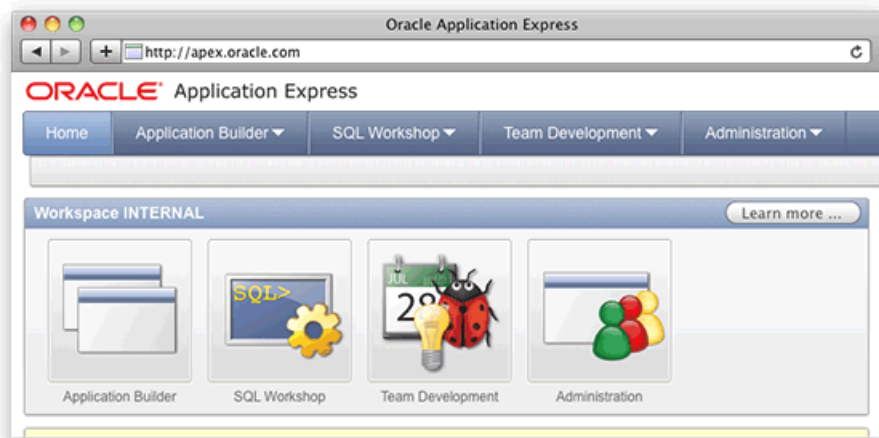 Oracle Application Express
http://apex.oracle.com
ORACLE Application Express
Home Application Builder SQL Workshop Team Development Administration
Workspace INTERNAL Learn more ...
SQL>
JUL
28
Application Builder SQL Workshop Team Development Administration